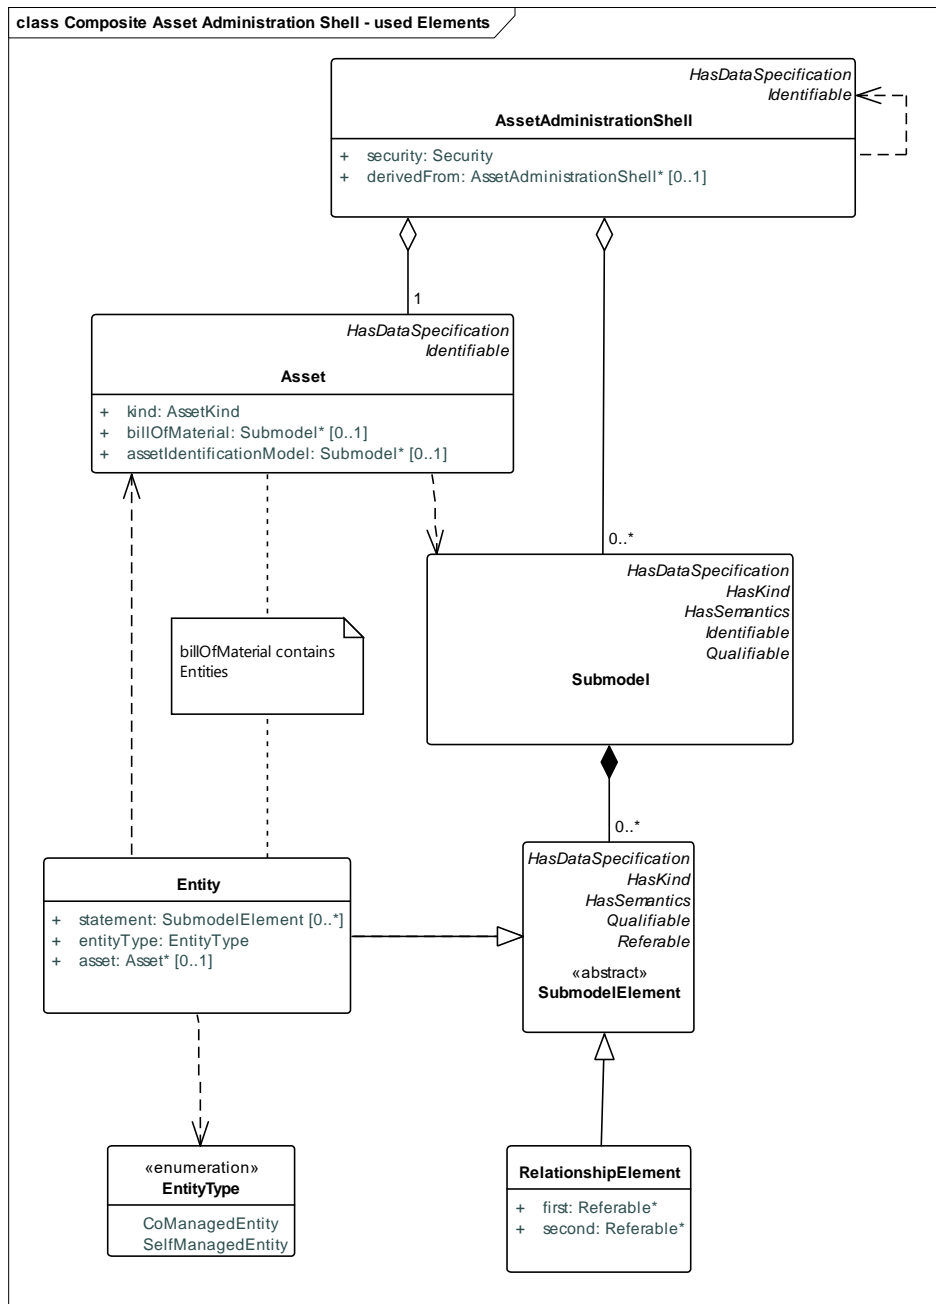 class Composite Asset Administration Shell - used Elements
HasDataSpecification
Identifiable
AssetAdministrationShell
+ security: Security
+ derivedFrom: AssetAdministrationShell* [0..1]
1
HasDataSpecification
Identifiable
Asset
+ kind: AssetKind
+ billOfMaterial: Submodel* [0..1]
+ assetIdentificationModel: Submodel* [0..1]
0..*
HasDataSpecification
HasKind
HasSemantics
Identifiable
Qualifiable
Submodel
billOfMaterial contains
Entities
0..*
HasDataSpecification
HasKind
HasSemantics
Qualifiable
Referable
«abstract»
SubmodelElement
Entity
+ statement: SubmodelElement [0..*]
+ entityType: EntityType
+ asset: Asset* [0..1]
«enumeration»
EntityType
CoManagedEntity
SelfManagedEntity
RelationshipElement
+ first: Referable*
+ second: Referable*